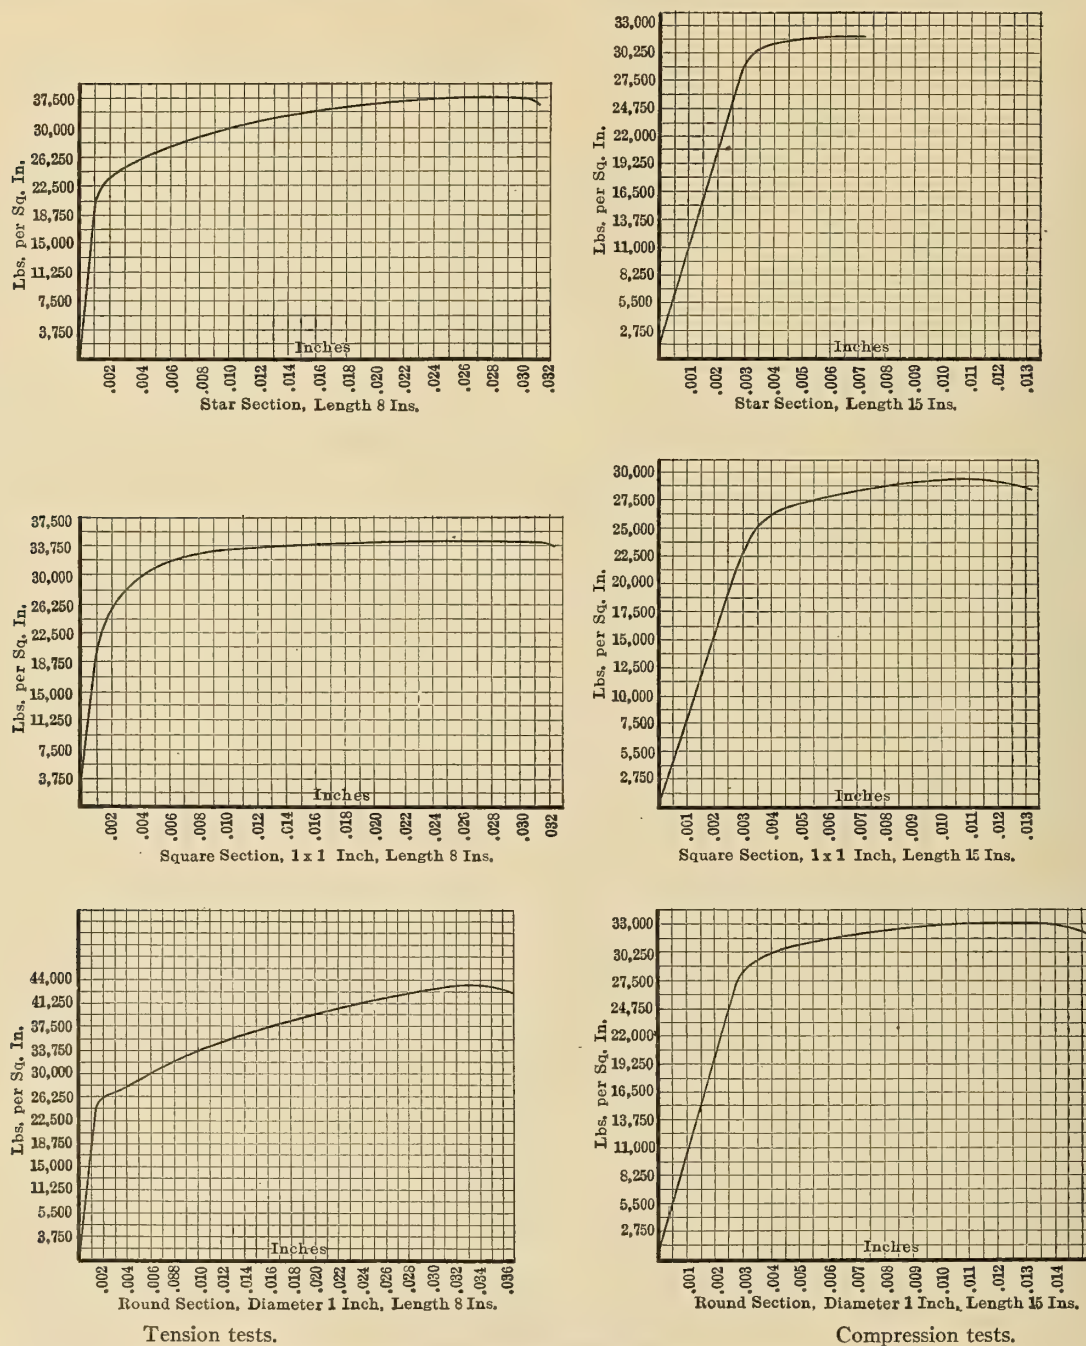 37,500
30,000
26,250
22,500
18,750
15,000
11,250
7,500
3,750
Lbs. per Sq. In.
Inches
.002 .004 .006 .008 .010 .012 .014 .016 .018 .020 .022 .024 .026 .028 .030 .032
Star Section, Length 8 Ins.
33,000
30,250
27,500
24,750
22,000
19,250
16,500
13,750
11,000
8,250
5,500
2,750
Lbs. per Sq. In.
Inches
.001 .002 .003 .004 .005 .006 .007 .008 .009 .010 .011 .012 .013
Star Section, Length 15 Ins.
37,500
33,750
30,000
26,250
22,500
18,750
15,000
11,250
7,500
3,750
Lbs. per Sq. In.
Inches
.002 .004 .006 .008 .010 .012 .014 .016 .018 .020 .022 .024 .026 .028 .030 032
Square Section, 1 x 1 Inch, Length 8 Ins.
30,000
27,500
25,000
22,500
20,000
17,500
15,000
12,500
10,000
7,500
5,500
2,750
Lbs. per Sq. In.
Inches
.001 .002 .003 .004 .005 .006 .007 .008 .009 .010 .011 .012 .013
Square Section, 1 x 1 Inch, Length 15 Ins.
44,000
41,250
37,500
33,750
30,000
26,250
22,500
18,750
15,000
11,250
5,500
3,750
Lbs. per Sq. In.
Inches
.002 .004 .006 .088 .010 .014 .016 .019 .020 .022 .024 .026 .028 .030 .032 .034 .036
Round Section, Diameter 1 Inch, Length 8 Ins.
33,000
30,250
27,500
24,750
22,000
19,250
16,500
13,750
11,000
8,250
5,500
2,750
Lbs. per Sq. In.
Inches
.001 .002 .003 .004 .005 .006 .007 .008 .009 .010 .011 .012 .013 .014
Round Section, Diameter 1 Inch, Length 15 Ins.
Tension tests.
Compression tests.